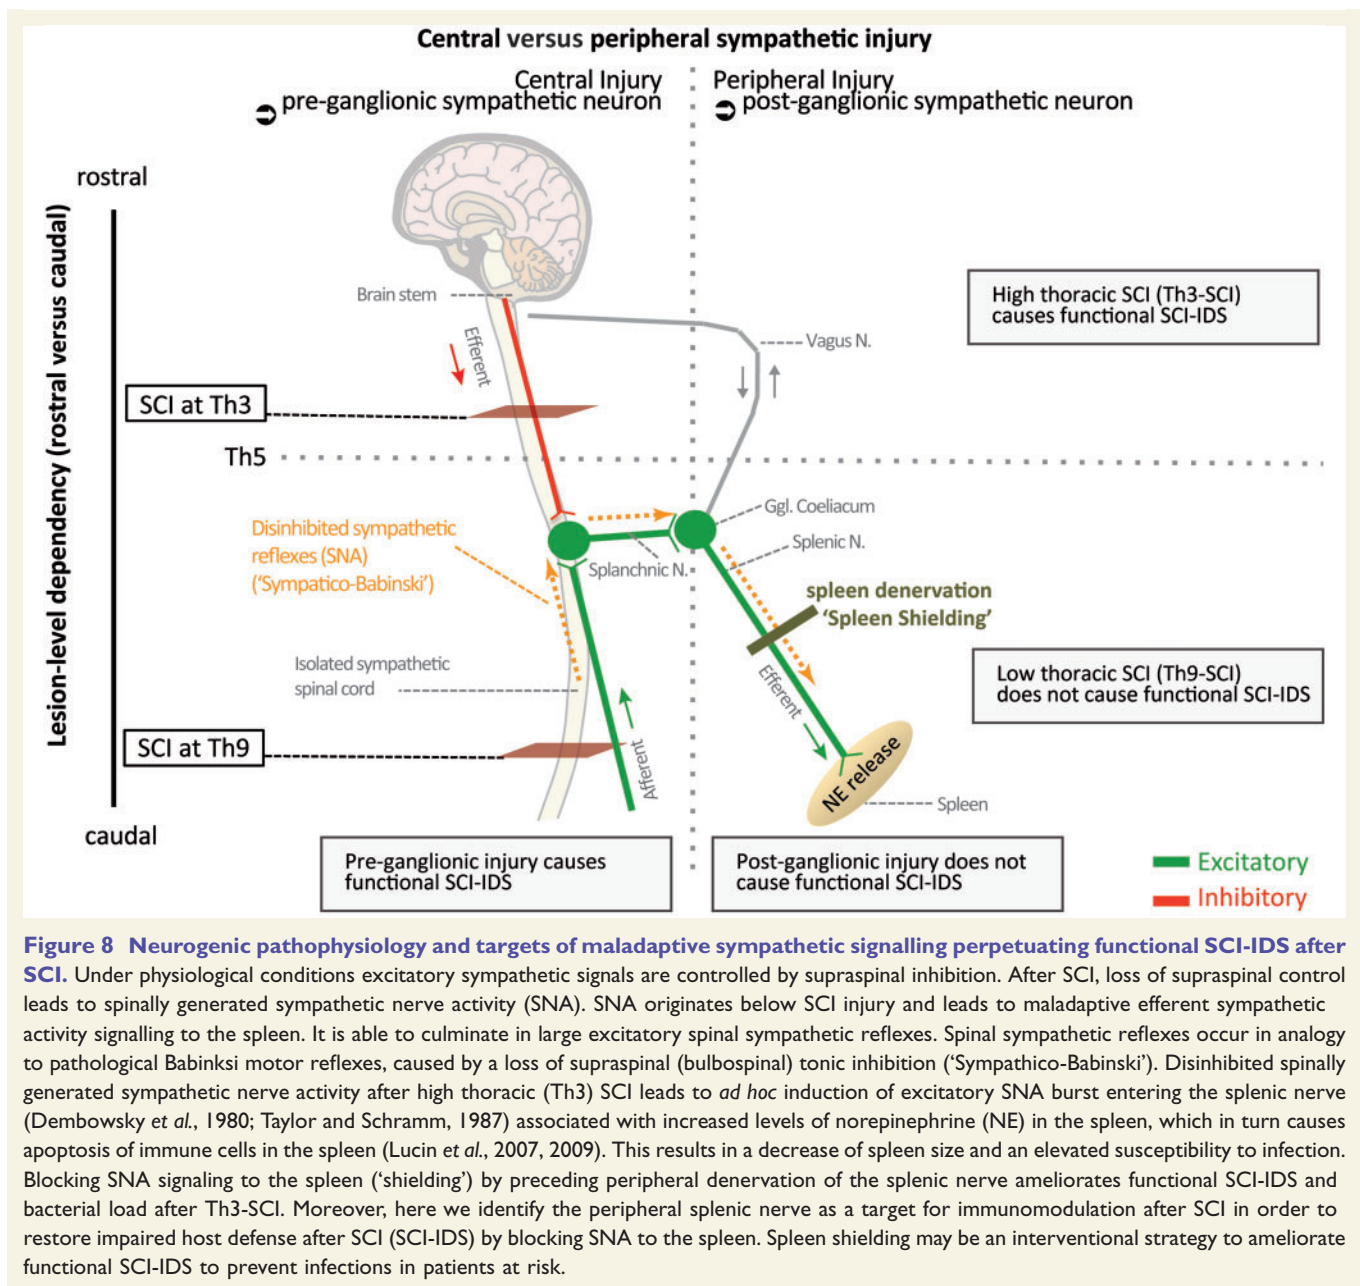 Central versus peripheral sympathetic injury
Central Injury
➲ pre-ganglionic sympathetic neuron
Peripheral Injury
➲ post-ganglionic sympathetic neuron
rostral
Lesion-level dependency (rostral versus caudal)
Brain stem
Efferent
Vagus N.
High thoracic SCI (Th3-SCI)
causes functional SCI-IDS
SCI at Th3
Th5
Disinhibited sympathetic
reflexes (SNA)
(‘Sympatico-Babinski’)
Splanchnic N.
Ggl. Coeliacum
Splenic N.
spleen denervation
‘Spleen Shielding’
Isolated sympathetic
spinal cord
Efferent
Low thoracic SCI (Th9-SCI)
does not cause functional SCI-IDS
SCI at Th9
Afferent
NE release
Spleen
caudal
Pre-ganglionic injury causes
functional SCI-IDS
Post-ganglionic injury does not
cause functional SCI-IDS
Excitatory
Inhibitory
Figure 8 Neurogenic pathophysiology and targets of maladaptive sympathetic signalling perpetuating functional SCI-IDS after
SCI. Under physiological conditions excitatory sympathetic signals are controlled by supraspinal inhibition. After SCI, loss of supraspinal control
leads to spinally generated sympathetic nerve activity (SNA). SNA originates below SCI injury and leads to maladaptive efferent sympathetic
activity signalling to the spleen. It is able to culminate in large excitatory spinal sympathetic reflexes. Spinal sympathetic reflexes occur in analogy
to pathological Babinksi motor reflexes, caused by a loss of supraspinal (bulbospinal) tonic inhibition (‘Sympathico-Babinski’). Disinhibited spinally
generated sympathetic nerve activity after high thoracic (Th3) SCI leads to ad hoc induction of excitatory SNA burst entering the splenic nerve
(Dembowsky et al., 1980; Taylor and Schramm, 1987) associated with increased levels of norepinephrine (NE) in the spleen, which in turn causes
apoptosis of immune cells in the spleen (Lucin et al., 2007, 2009). This results in a decrease of spleen size and an elevated susceptibility to infection.
Blocking SNA signaling to the spleen (‘shielding’) by preceding peripheral denervation of the splenic nerve ameliorates functional SCI-IDS and
bacterial load after Th3-SCI. Moreover, here we identify the peripheral splenic nerve as a target for immunomodulation after SCI in order to
restore impaired host defense after SCI (SCI-IDS) by blocking SNA to the spleen. Spleen shielding may be an interventional strategy to ameliorate
functional SCI-IDS to prevent infections in patients at risk.